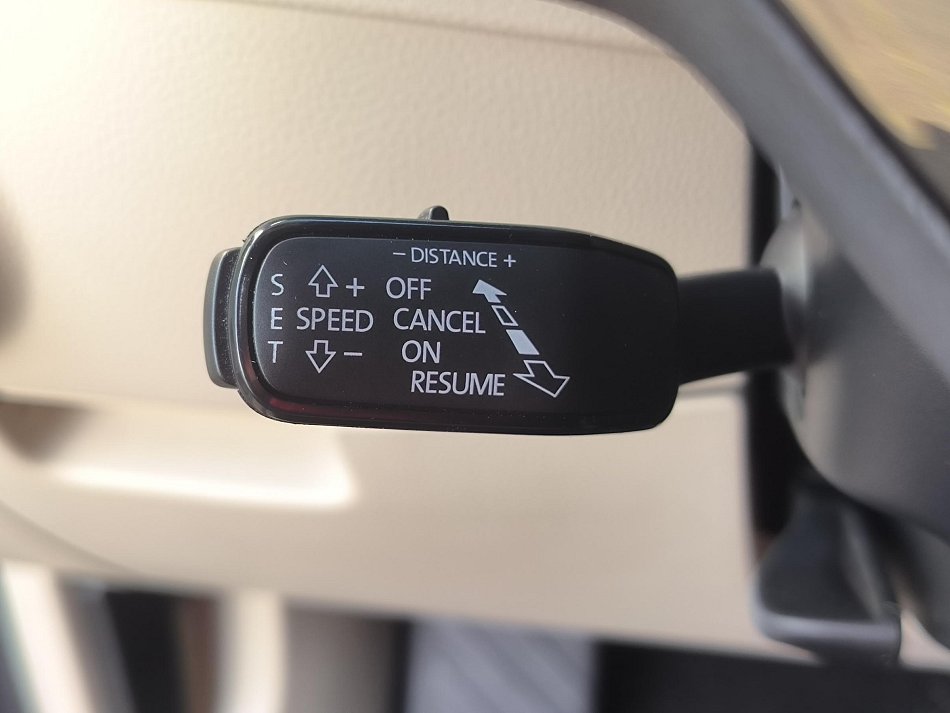 − DISTANCE +
S + OFF
E SPEED CANCEL
T − ON
RESUME